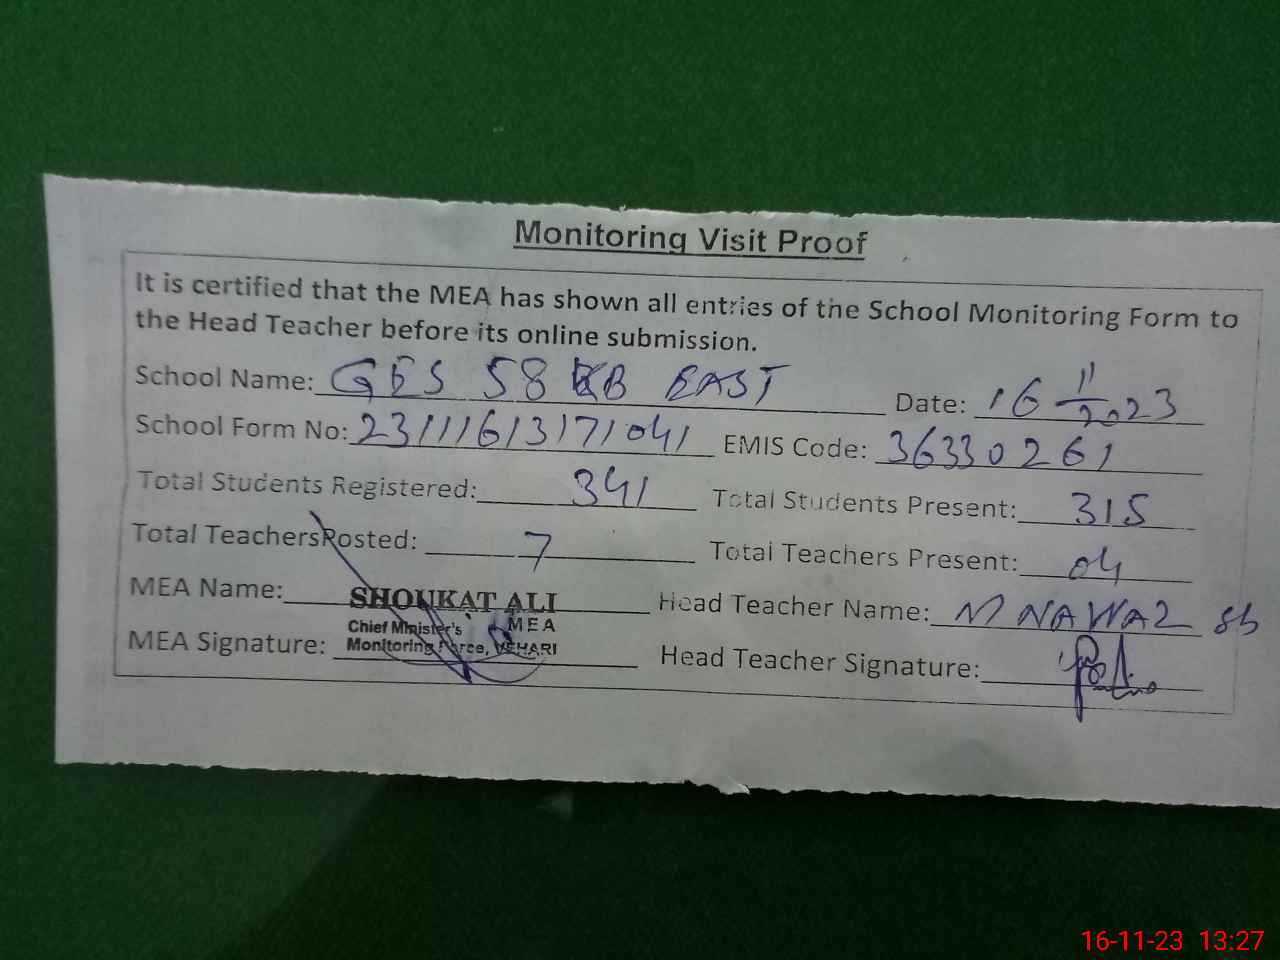 Monitoring Visit Proof
It is certified that the MEA has shown all entries of the School Monitoring Form to
the Head Teacher before its online submission.
School Name: GES 58 KB EAST Date: 16 11/2023
School Form No: 23111613171041 EMIS Code: 36330261
Total Students Registered: 341 Total Students Present: 315
Total Teachers Posted: 7 Total Teachers Present: 04
MEA Name: SHOUKAT ALI Head Teacher Name: M NAWAZ Sb
Chief Minister's MEA
Monitoring Force, VEHARI
MEA Signature: Head Teacher Signature:
16-11-23 13:27